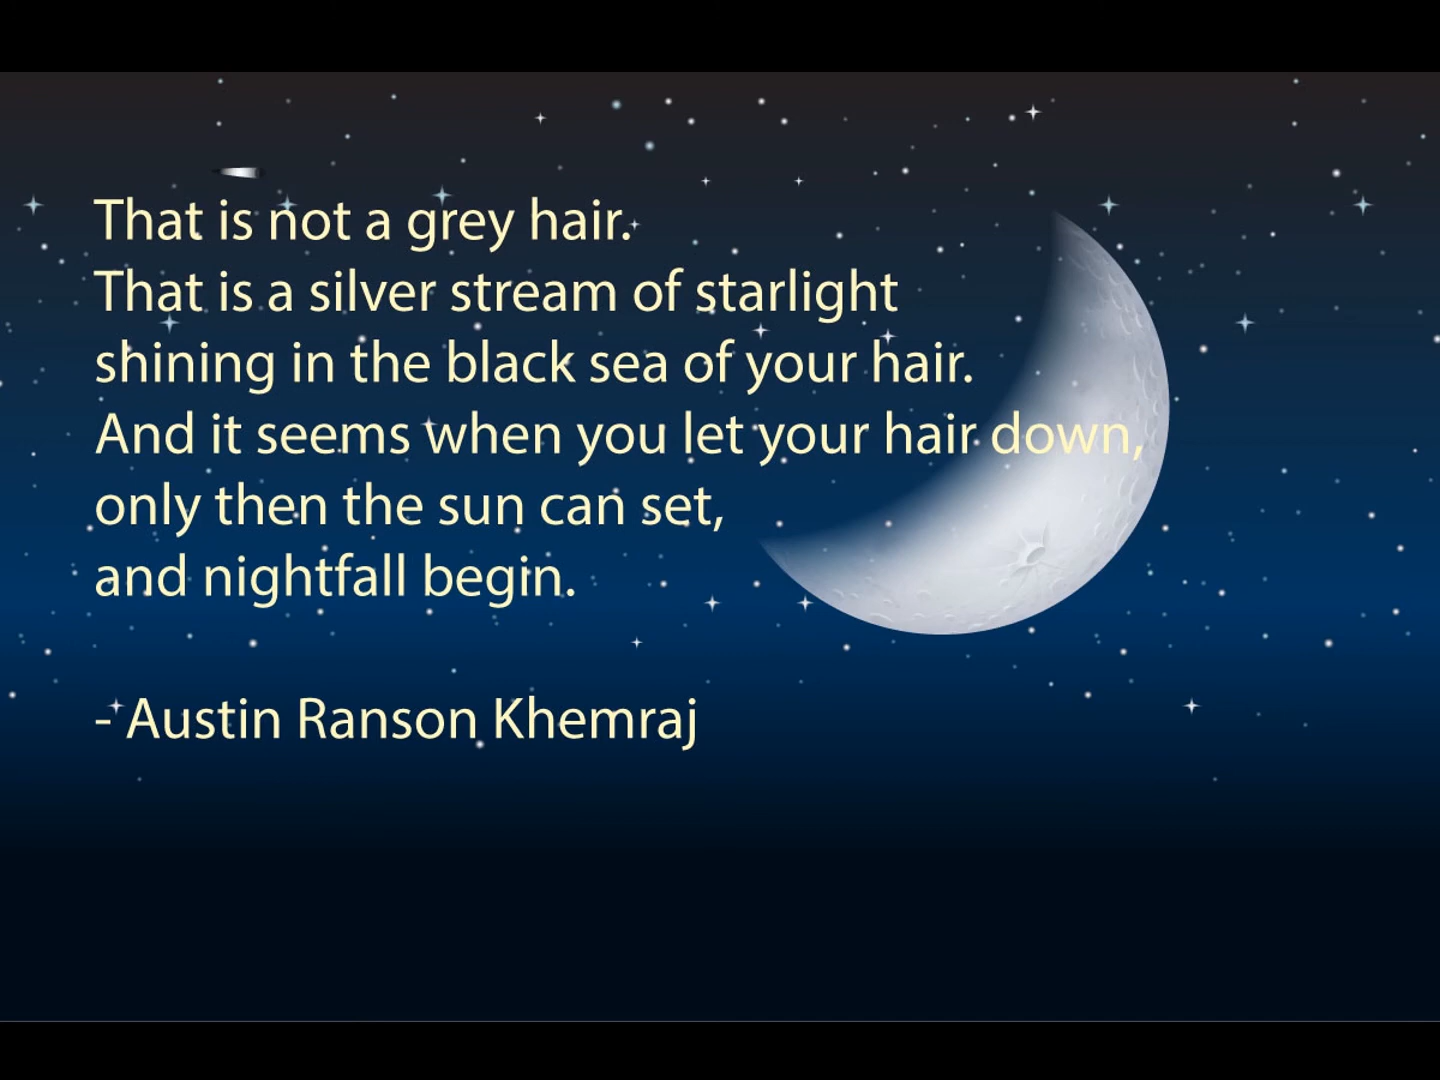 That is not a grey hair.
That is a silver stream of starlight
shining in the black sea of your hair.
And it seems when you let your hair down,
only then the sun can set,
and nightfall begin.
- Austin Ranson Khemraj